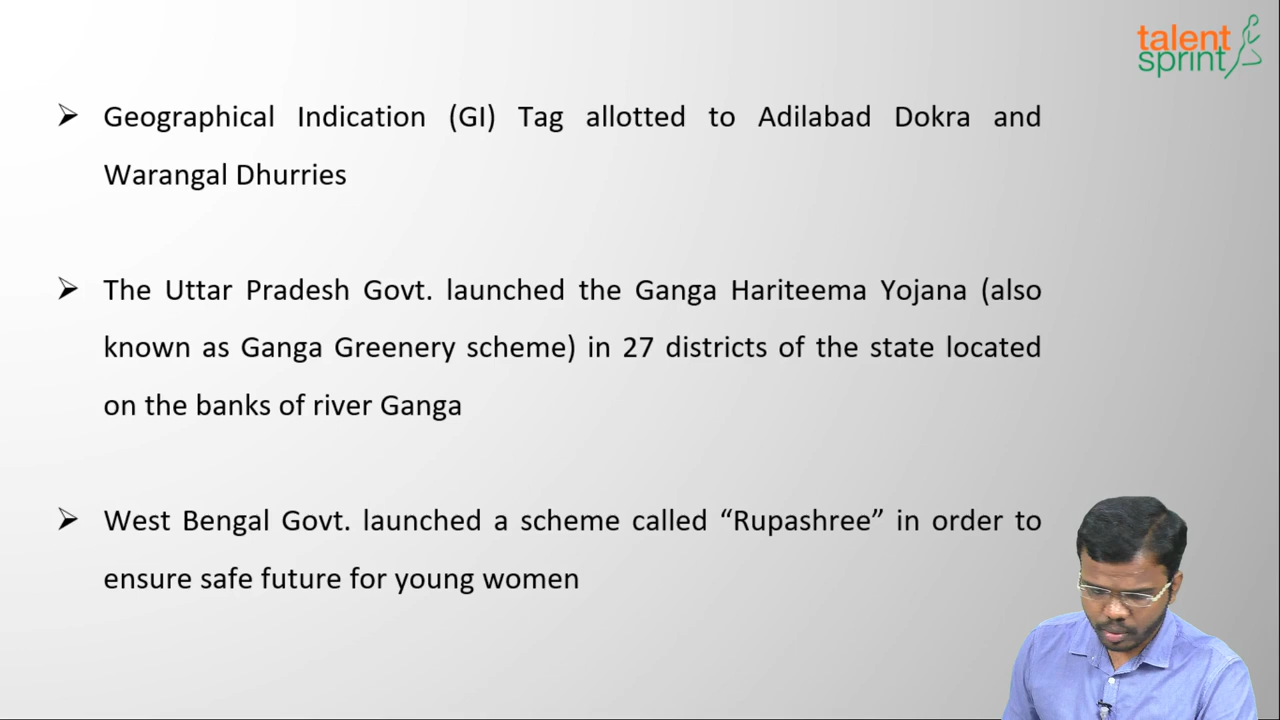 talent
sprint
➢ Geographical Indication (GI) Tag allotted to Adilabad Dokra and
Warangal Dhurries
➢ The Uttar Pradesh Govt. launched the Ganga Hariteema Yojana (also
known as Ganga Greenery scheme) in 27 districts of the state located
on the banks of river Ganga
➢ West Bengal Govt. launched a scheme called “Rupashree” in order to
ensure safe future for young women